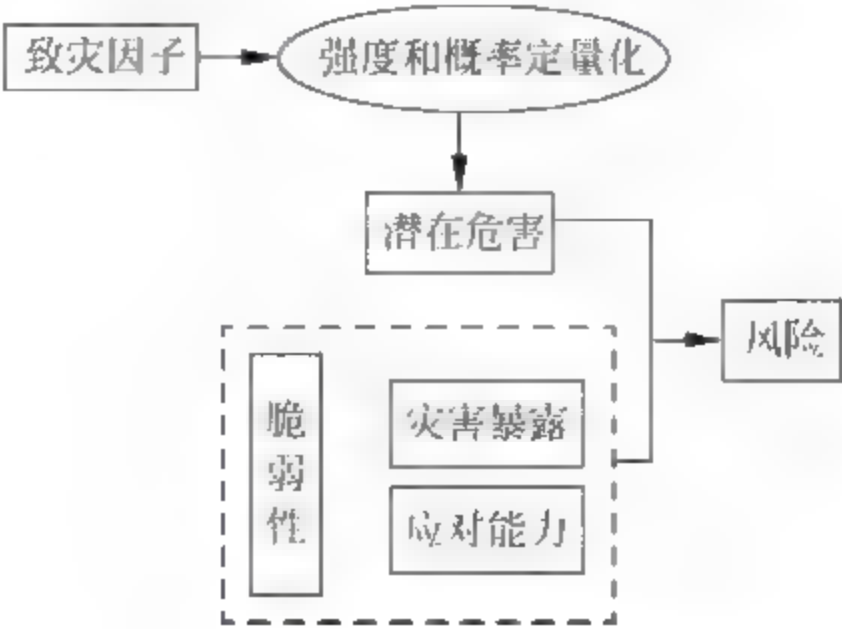 致灾因子
强度和概率定量化
潜在危害
风险
脆弱性
灾害暴露
应对能力